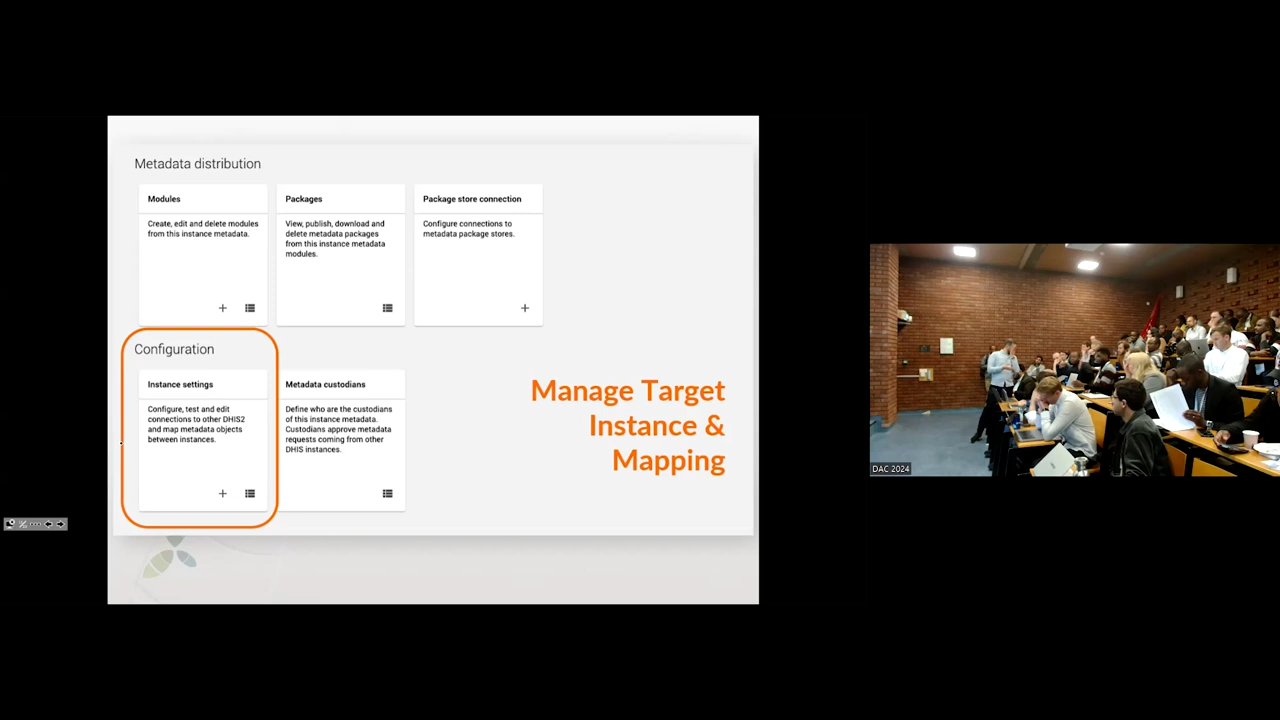 Metadata distribution
Modules
Create, edit and delete modules
from this instance metadata.
Packages
View, publish, download and
delete metadata packages
from this instance metadata
modules.
Package store connection
Configure connections to
metadata package stores.
Configuration
Instance settings
Configure, test and edit
connections to other DHIS2
and map metadata objects
between instances.
Metadata custodians
Define who are the custodians
of this instance metadata.
Custodians approve metadata
requests coming from other
DHIS instances.
Manage Target
Instance &
Mapping
DAC 2024